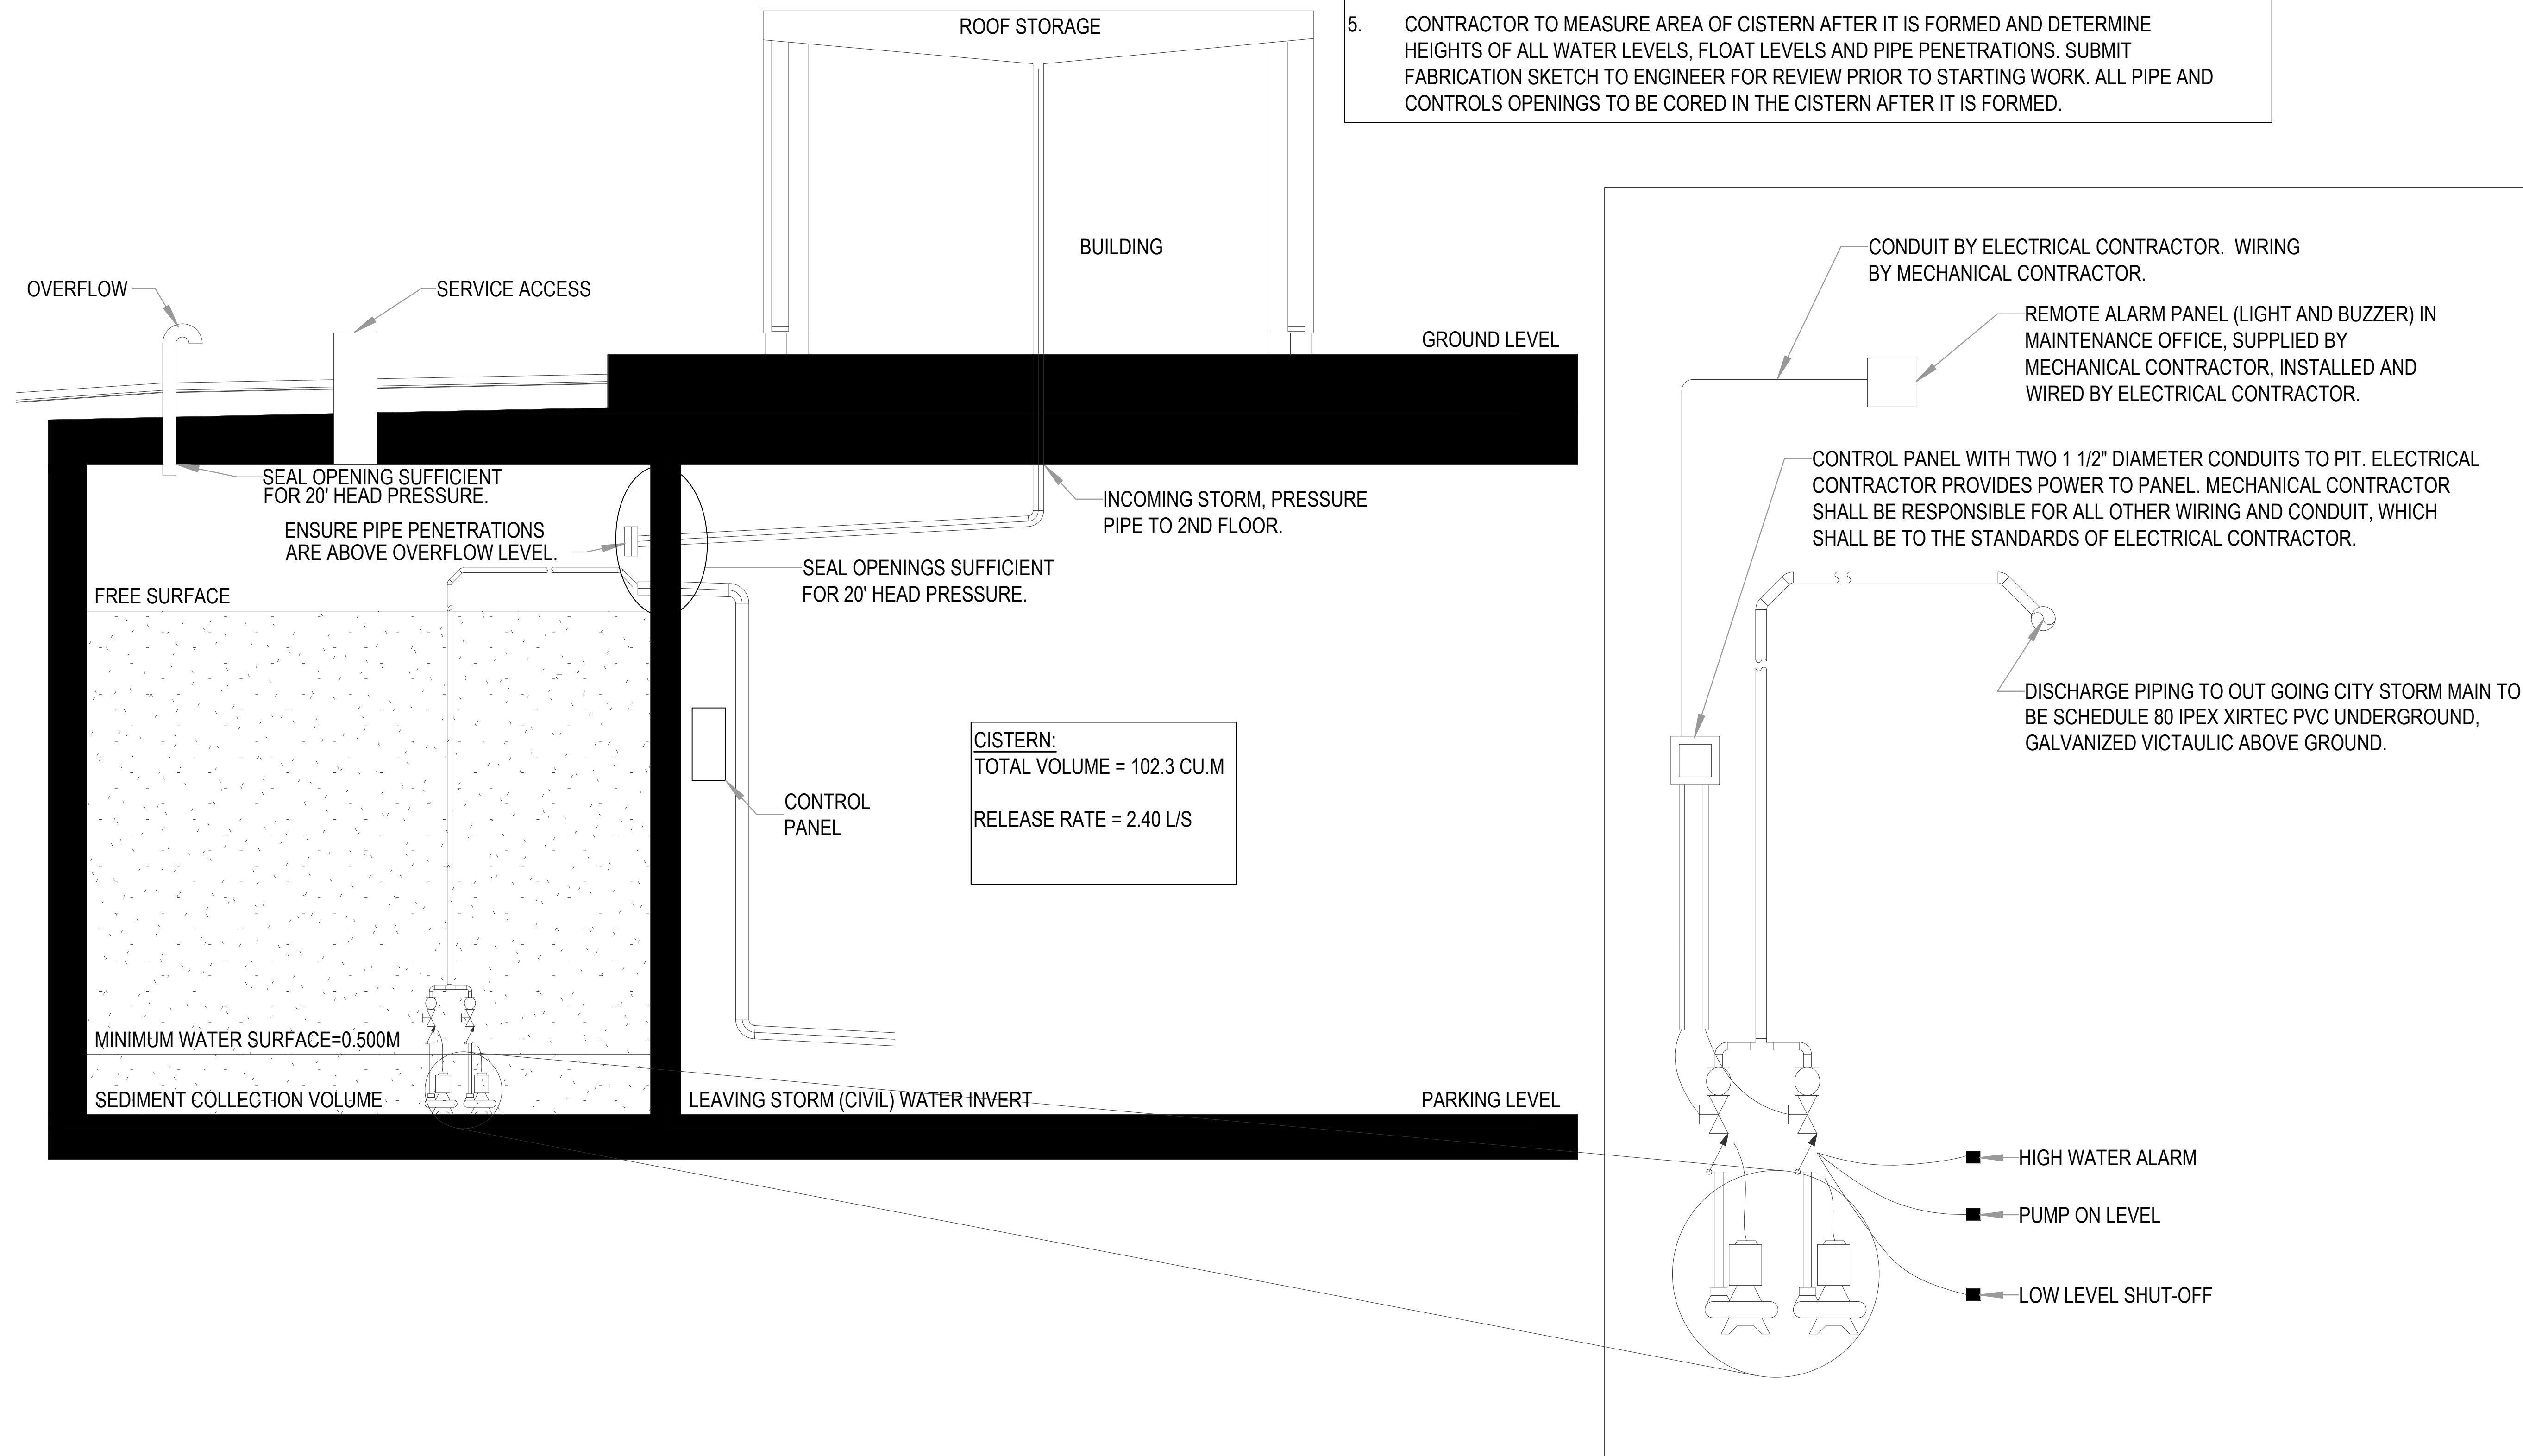 ROOF STORAGE
5. CONTRACTOR TO MEASURE AREA OF CISTERN AFTER IT IS FORMED AND DETERMINE
HEIGHTS OF ALL WATER LEVELS, FLOAT LEVELS AND PIPE PENETRATIONS. SUBMIT
FABRICATION SKETCH TO ENGINEER FOR REVIEW PRIOR TO STARTING WORK. ALL PIPE AND
CONTROLS OPENINGS TO BE CORED IN THE CISTERN AFTER IT IS FORMED.
BUILDING
OVERFLOW
SERVICE ACCESS
GROUND LEVEL
SEAL OPENING SUFFICIENT
FOR 20' HEAD PRESSURE.
ENSURE PIPE PENETRATIONS
ARE ABOVE OVERFLOW LEVEL.
INCOMING STORM, PRESSURE
PIPE TO 2ND FLOOR.
SEAL OPENINGS SUFFICIENT
FOR 20' HEAD PRESSURE.
FREE SURFACE
CISTERN:
TOTAL VOLUME = 102.3 CU.M
RELEASE RATE = 2.40 L/S
CONTROL
PANEL
MINIMUM WATER SURFACE=0.500M
SEDIMENT COLLECTION VOLUME
LEAVING STORM (CIVIL) WATER INVERT
PARKING LEVEL
CONDUIT BY ELECTRICAL CONTRACTOR. WIRING
BY MECHANICAL CONTRACTOR.
REMOTE ALARM PANEL (LIGHT AND BUZZER) IN
MAINTENANCE OFFICE, SUPPLIED BY
MECHANICAL CONTRACTOR, INSTALLED AND
WIRED BY ELECTRICAL CONTRACTOR.
CONTROL PANEL WITH TWO 1 1/2" DIAMETER CONDUITS TO PIT. ELECTRICAL
CONTRACTOR PROVIDES POWER TO PANEL. MECHANICAL CONTRACTOR
SHALL BE RESPONSIBLE FOR ALL OTHER WIRING AND CONDUIT, WHICH
SHALL BE TO THE STANDARDS OF ELECTRICAL CONTRACTOR.
DISCHARGE PIPING TO OUT GOING CITY STORM MAIN TO
BE SCHEDULE 80 IPEX XIRTEC PVC UNDERGROUND,
GALVANIZED VICTAULIC ABOVE GROUND.
HIGH WATER ALARM
PUMP ON LEVEL
LOW LEVEL SHUT-OFF